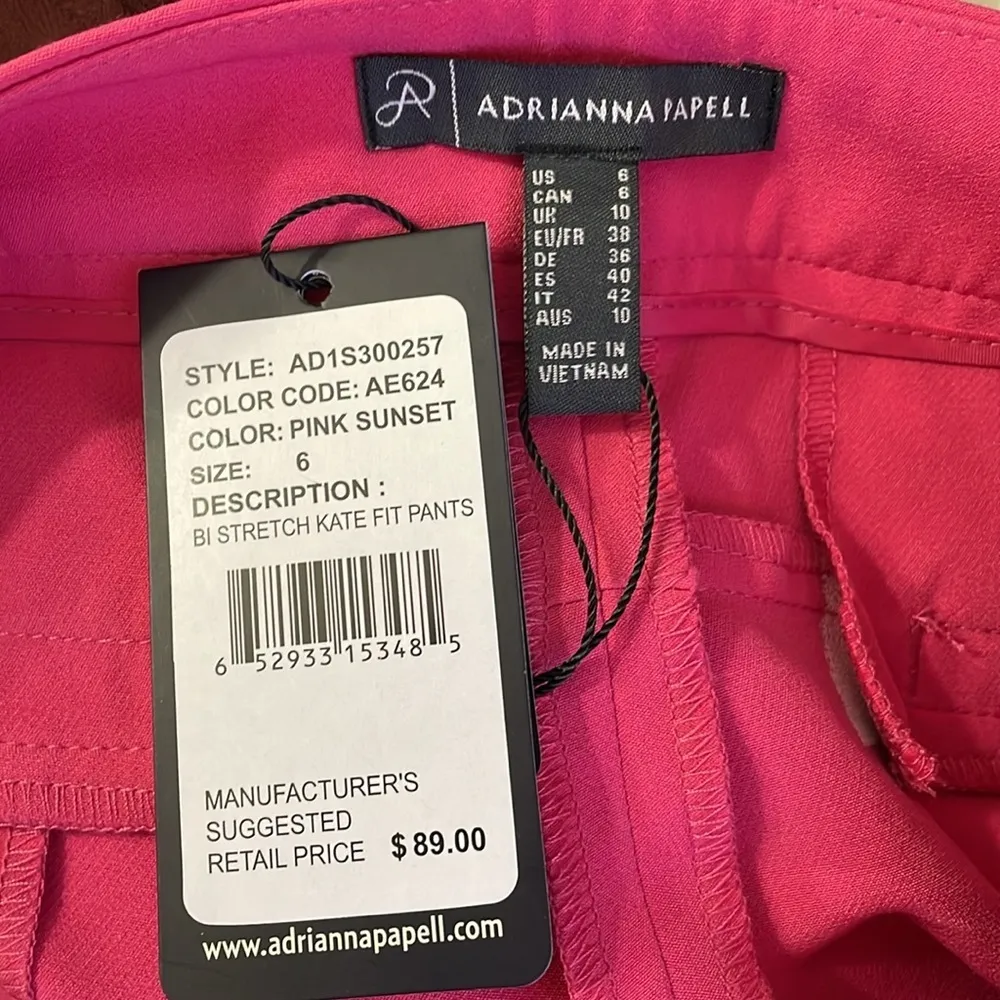 AP ADRIANNA PAPELL
US 6
CAN 6
UK 10
EU/FR 38
DE 36
ES 40
IT 42
AUS 10
MADE IN
VIETNAM
STYLE: AD1S300257
COLOR CODE: AE624
COLOR: PINK SUNSET
SIZE: 6
DESCRIPTION :
BI STRETCH KATE FIT PANTS
6 52933 15348 5
MANUFACTURER'S
SUGGESTED
RETAIL PRICE $ 89.00
www.adriannapapell.com